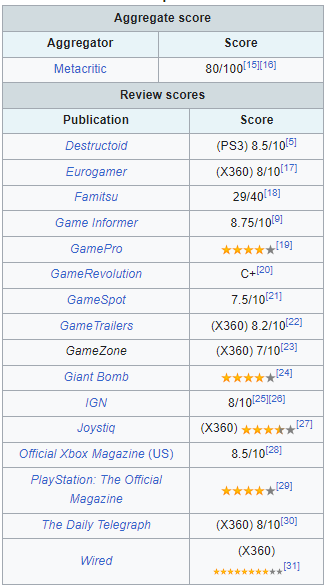 Aggregate score
Aggregator Score
Metacritic 80/100[15][16]
Review scores
Publication Score
Destructoid (PS3) 8.5/10[5]
Eurogamer (X360) 8/10[17]
Famitsu 29/40[18]
Game Informer 8.75/10[9]
GamePro ★★★★★[19]
GameRevolution C+[20]
GameSpot 7.5/10[21]
GameTrailers (X360) 8.2/10[22]
GameZone (X360) 7/10[23]
Giant Bomb ★★★★★[24]
IGN 8/10[25][26]
Joystiq (X360) ★★★★★[27]
Official Xbox Magazine (US) 8.5/10[28]
PlayStation: The Official
Magazine ★★★★★[29]
The Daily Telegraph (X360) 8/10[30]
Wired (X360)
★★★★★★★★★★[31]